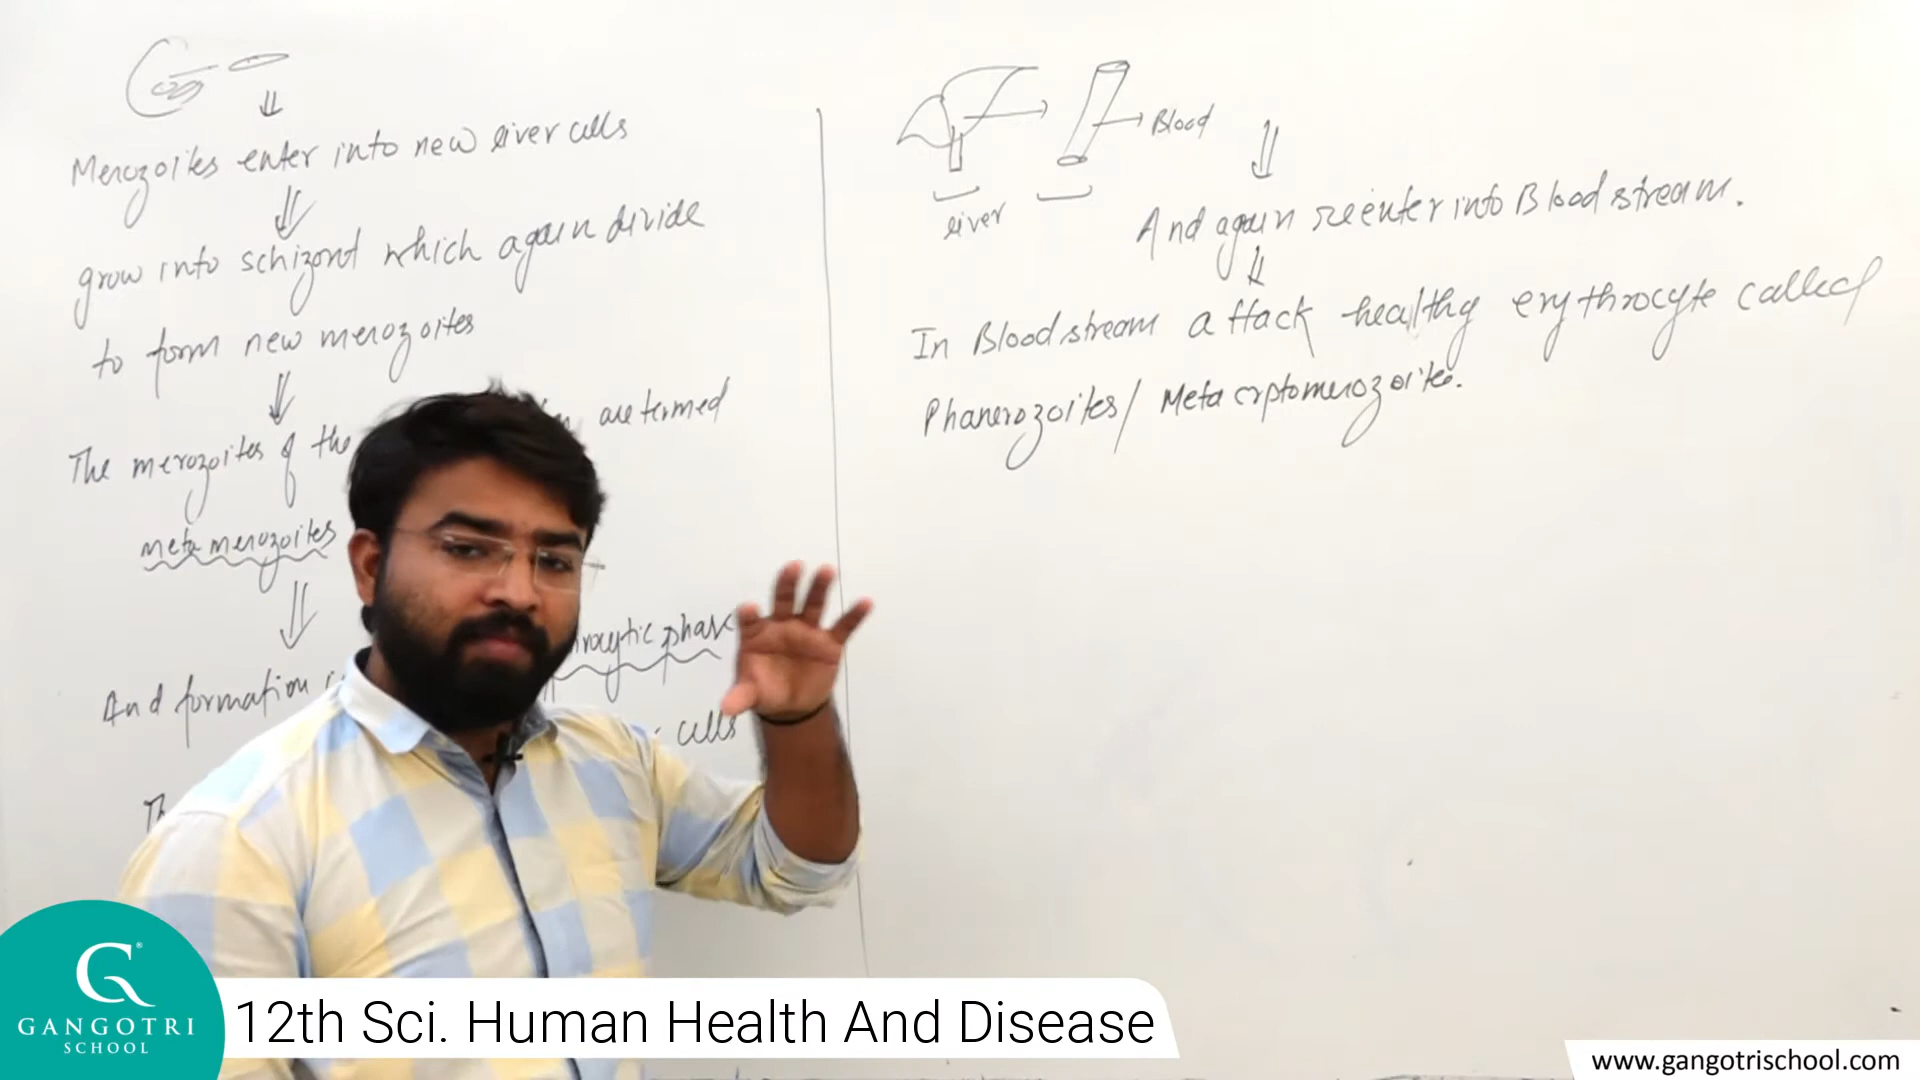 Merozoites enter into new liver cells
grow into schizont which again divide
to form new merozoites
The merozoites of the are termed
meta merozoites
And formation phase
cells
liver
Blood
And again reenter into Blood stream.
In Blood stream attack healthy erythrocyte called
Phanerozoites / Metacryptomerozoites.
GANGOTRI
SCHOOL
12th Sci. Human Health And Disease
www.gangotrischool.com